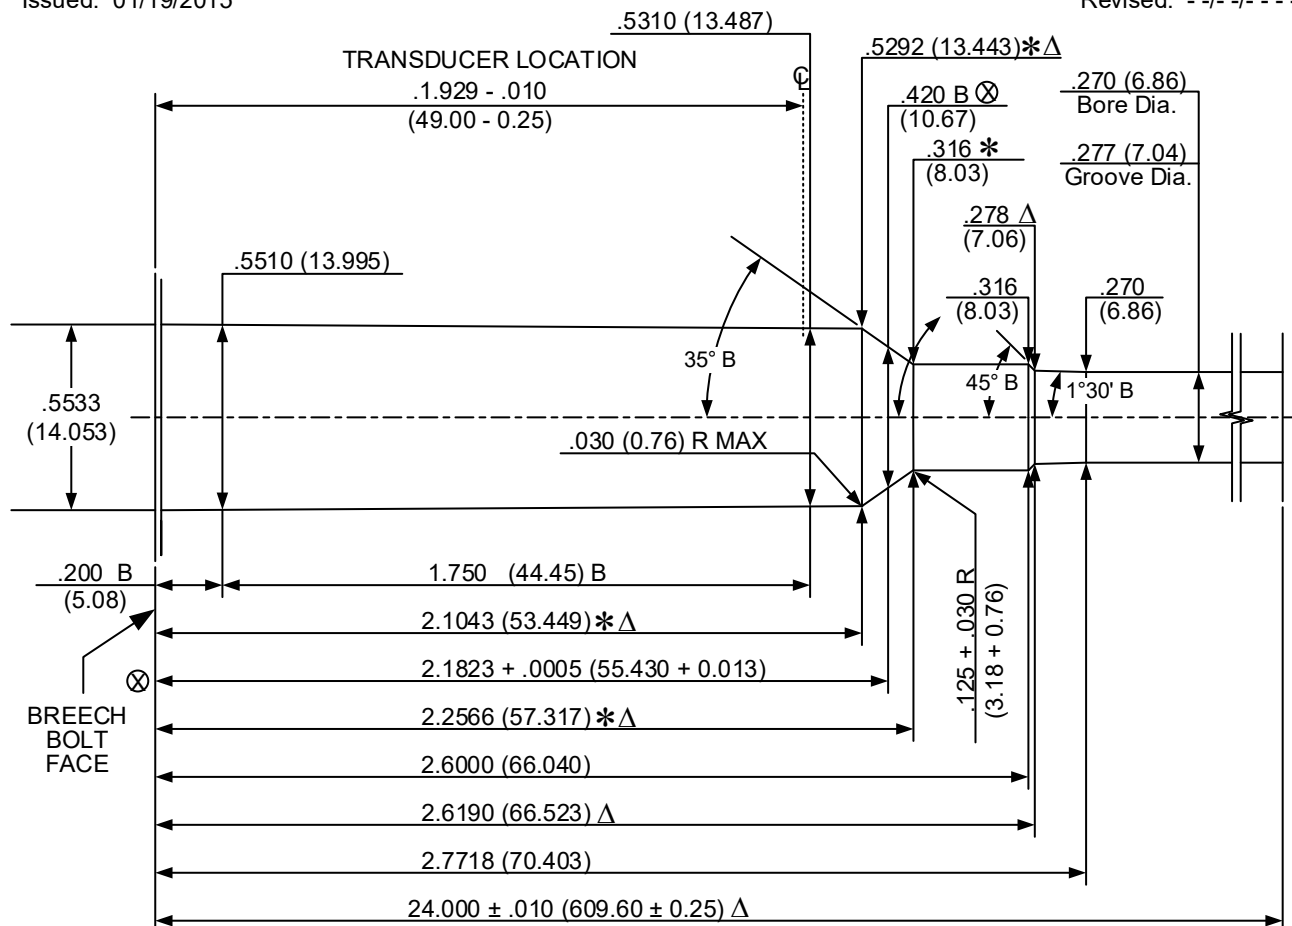 Issued: 01/19/2015
Revised: - -/- -/- - - -
.5310 (13.487)
.5292 (13.443)✱Δ
TRANSDUCER LOCATION
℄
.1.929 - .010
(49.00 - 0.25)
.420 B ⓧ
(10.67)
.270 (6.86)
Bore Dia.
.316 ✱
(8.03)
.277 (7.04)
Groove Dia.
.278 Δ
(7.06)
.5510 (13.995)
.316
(8.03)
.270
(6.86)
35° B
45° B
1°30' B
.5533
(14.053)
.030 (0.76) R MAX
.200 B
(5.08)
1.750 (44.45) B
.125 + .030 R
(3.18 + 0.76)
2.1043 (53.449)✱Δ
ⓧ
2.1823 + .0005 (55.430 + 0.013)
BREECH
BOLT
FACE
2.2566 (57.317)✱Δ
2.6000 (66.040)
2.6190 (66.523) Δ
2.7718 (70.403)
24.000 ± .010 (609.60 ± 0.25) Δ